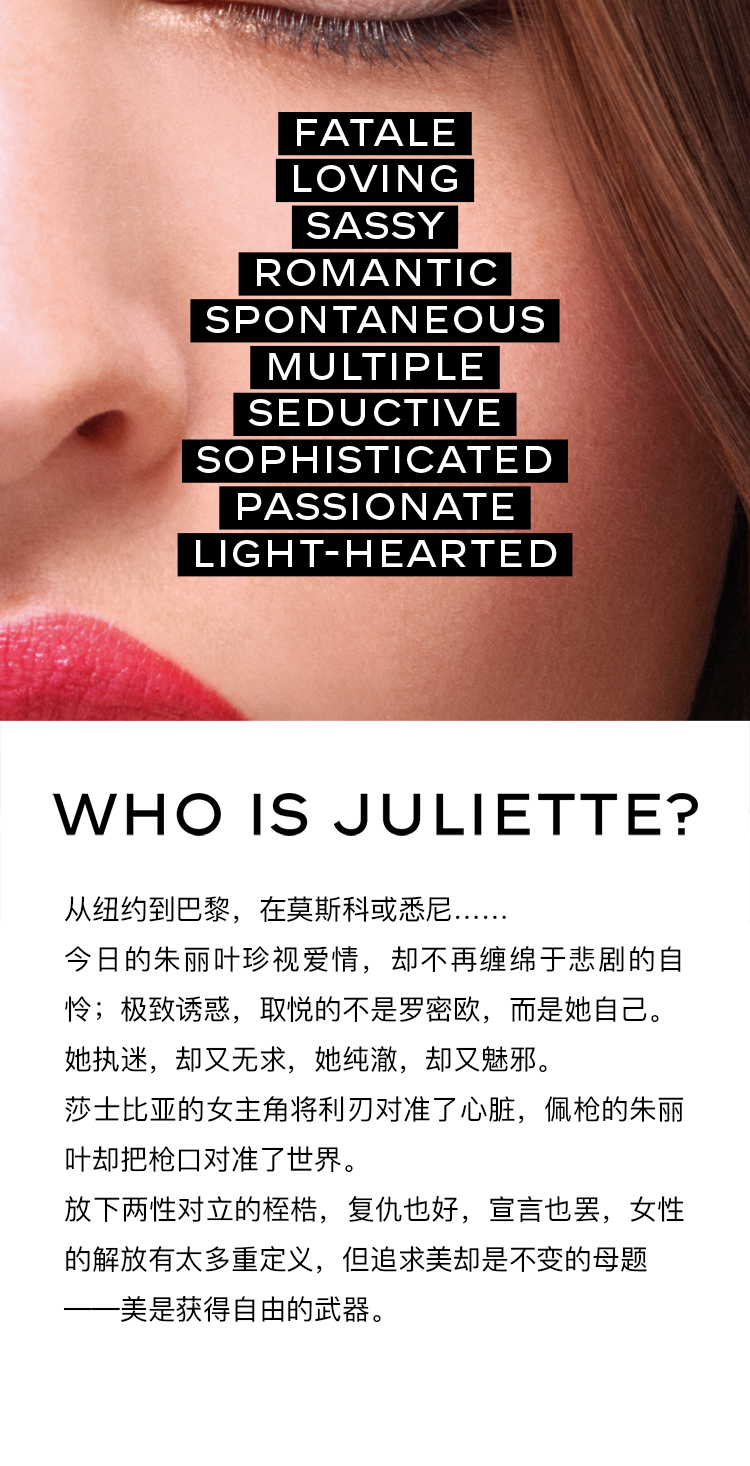 FATALE
LOVING
SASSY
ROMANTIC
SPONTANEOUS
MULTIPLE
SEDUCTIVE
SOPHISTICATED
PASSIONATE
LIGHT-HEARTED
WHO IS JULIETTE?
从纽约到巴黎，在莫斯科或悉尼……
今日的朱丽叶珍视爱情，却不再缠绵于悲剧的自
怜；极致诱惑，取悦的不是罗密欧，而是她自己。
她执迷，却又无求，她纯澈，却又魅邪。
莎士比亚的女主角将利刃对准了心脏，佩枪的朱丽
叶却把枪口对准了世界。
放下两性对立的桎梏，复仇也好，宣言也罢，女性
的解放有太多重定义，但追求美却是不变的母题
——美是获得自由的武器。